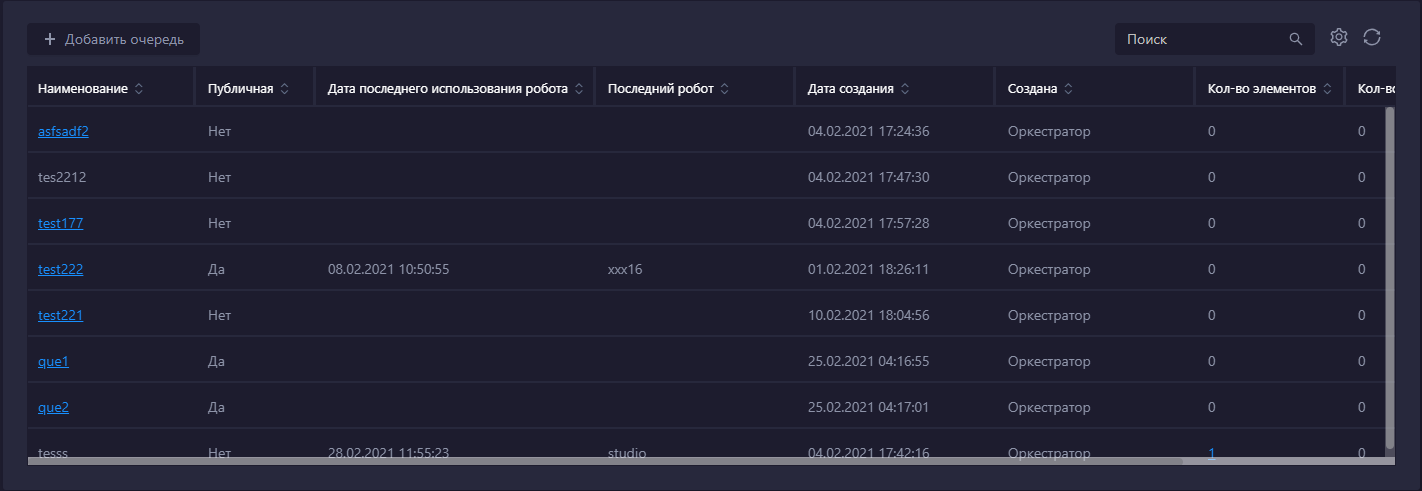 Добавить очередь Поиск
Наименование Публичная Дата последнего использования робота Последний робот Дата создания Создана Кол-во элементов Кол-вс
asfsadf2 Нет 04.02.2021 17:24:36 Оркестратор 0 0
tes2212 Нет 04.02.2021 17:47:30 Оркестратор 0 0
test177 Нет 04.02.2021 17:57:28 Оркестратор 0 0
test222 Да 08.02.2021 10:50:55 xxx16 01.02.2021 18:26:11 Оркестратор 0 0
test221 Нет 10.02.2021 18:04:56 Оркестратор 0 0
que1 Да 25.02.2021 04:16:55 Оркестратор 0 0
que2 Да 25.02.2021 04:17:01 Оркестратор 0 0
tesss Нет 28.02.2021 11:55:23 studio 04.02.2021 17:42:16 Оркестратор 1 0